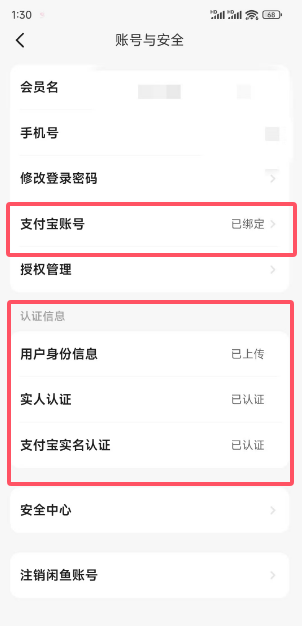 1:30
HD HD 68
账号与安全
会员名
手机号
修改登录密码
支付宝账号 已绑定
授权管理
认证信息
用户身份信息 已上传
实人认证 已认证
支付宝实名认证 已认证
安全中心
注销闲鱼账号